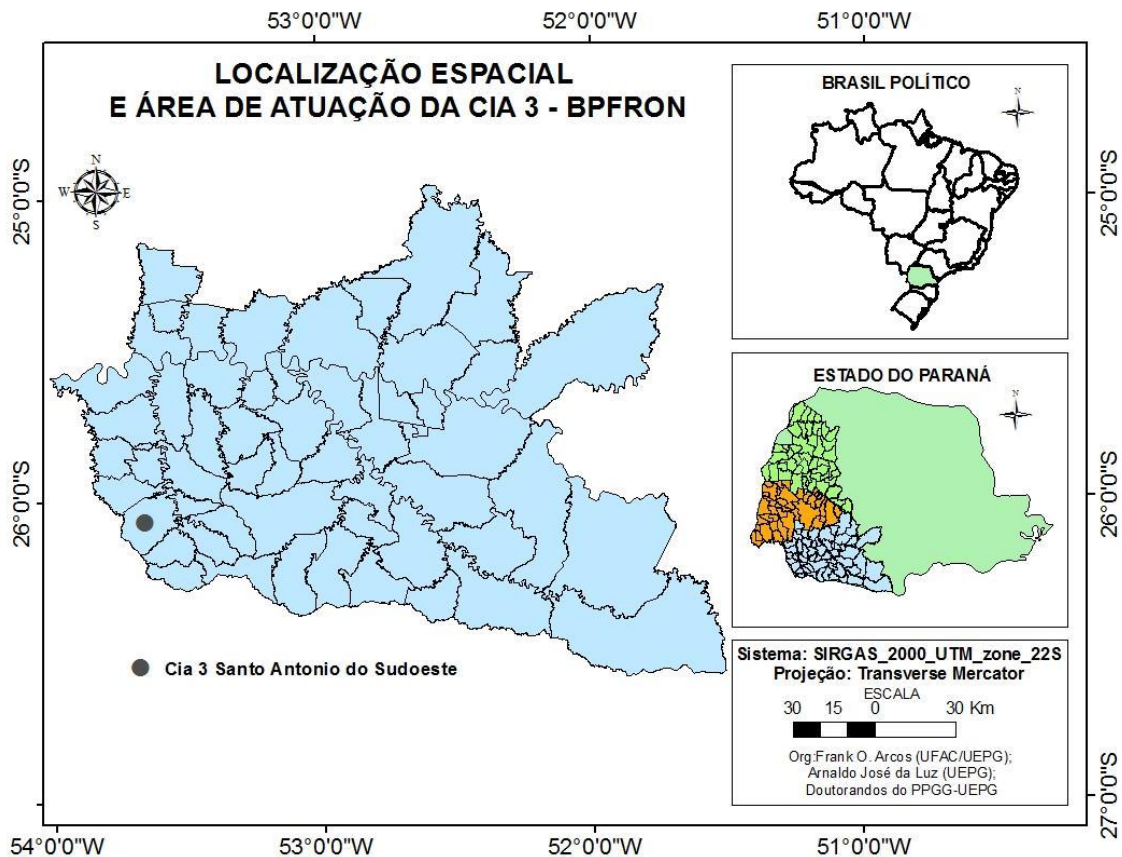 53°0'0"W 52°0'0"W 51°0'0"W
LOCALIZAÇÃO ESPACIAL
E ÁREA DE ATUAÇÃO DA CIA 3 - BPFRON
BRASIL POLÍTICO
N
N
W E
S
25°0'0"S
25°0'0"S
ESTADO DO PARANÁ
N
26°0'0"S
26°0'0"S
Cia 3 Santo Antonio do Sudoeste
Sistema: SIRGAS_2000_UTM_zone_22S
Projeção: Transverse Mercator
ESCALA
30 15 0 30 Km
Org:Frank O. Arcos (UFAC/UEPG);
Arnaldo José da Luz (UEPG);
Doutorandos do PPGG-UEPG
27°0'0"S
54°0'0"W 53°0'0"W 52°0'0"W 51°0'0"W